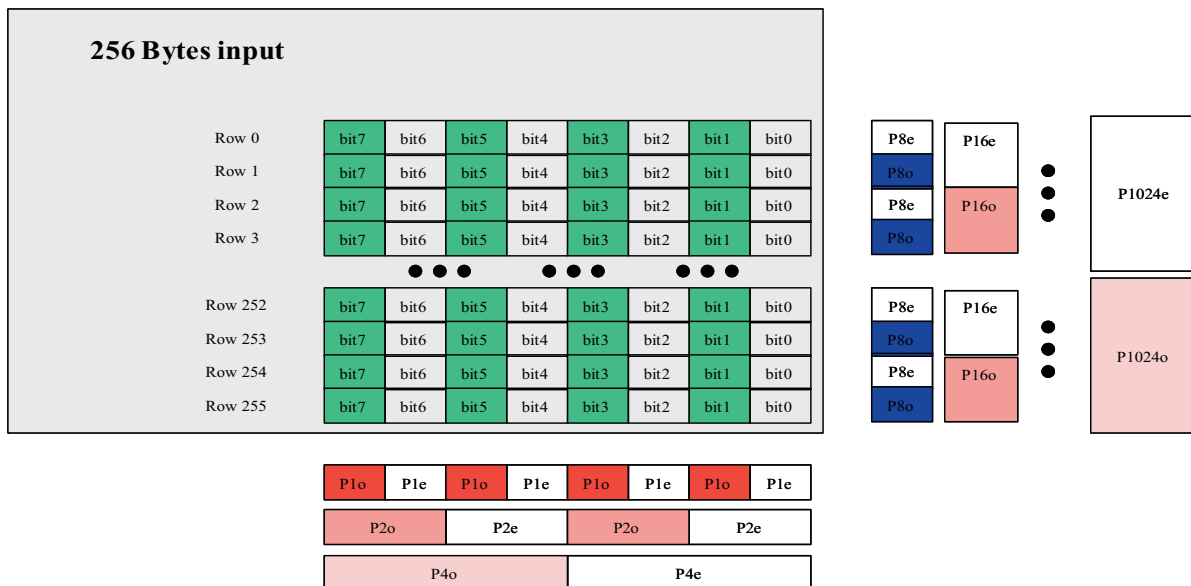 256 Bytes input
Row 0 bit7 bit6 bit5 bit4 bit3 bit2 bit1 bit0 P8e P16e
Row 1 bit7 bit6 bit5 bit4 bit3 bit2 bit1 bit0 P8o
Row 2 bit7 bit6 bit5 bit4 bit3 bit2 bit1 bit0 P8e P16o P1024e
Row 3 bit7 bit6 bit5 bit4 bit3 bit2 bit1 bit0 P8o
Row 252 bit7 bit6 bit5 bit4 bit3 bit2 bit1 bit0 P8e P16e
Row 253 bit7 bit6 bit5 bit4 bit3 bit2 bit1 bit0 P8o
Row 254 bit7 bit6 bit5 bit4 bit3 bit2 bit1 bit0 P8e P16o P1024o
Row 255 bit7 bit6 bit5 bit4 bit3 bit2 bit1 bit0 P8o
P1o P1e P1o P1e P1o P1e P1o P1e
P2o P2e P2o P2e
P4o P4e